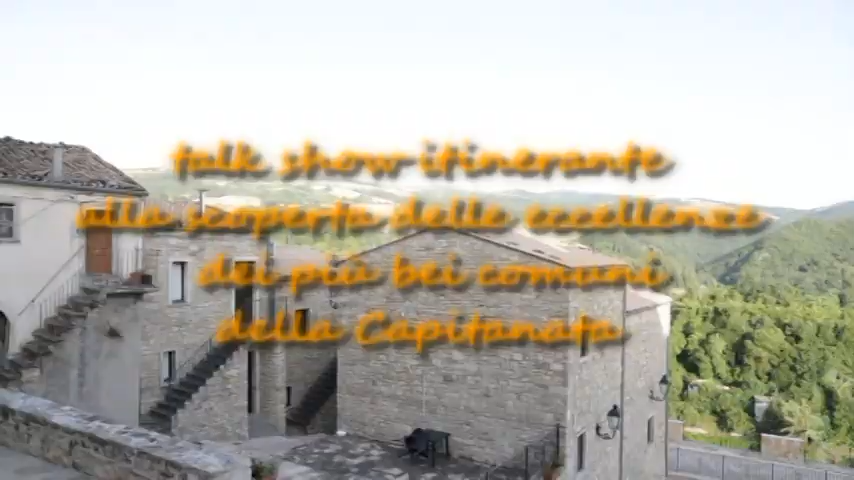 talk show itinerante
alla scoperta delle eccellenze
dei più bei comuni
della Capitanata